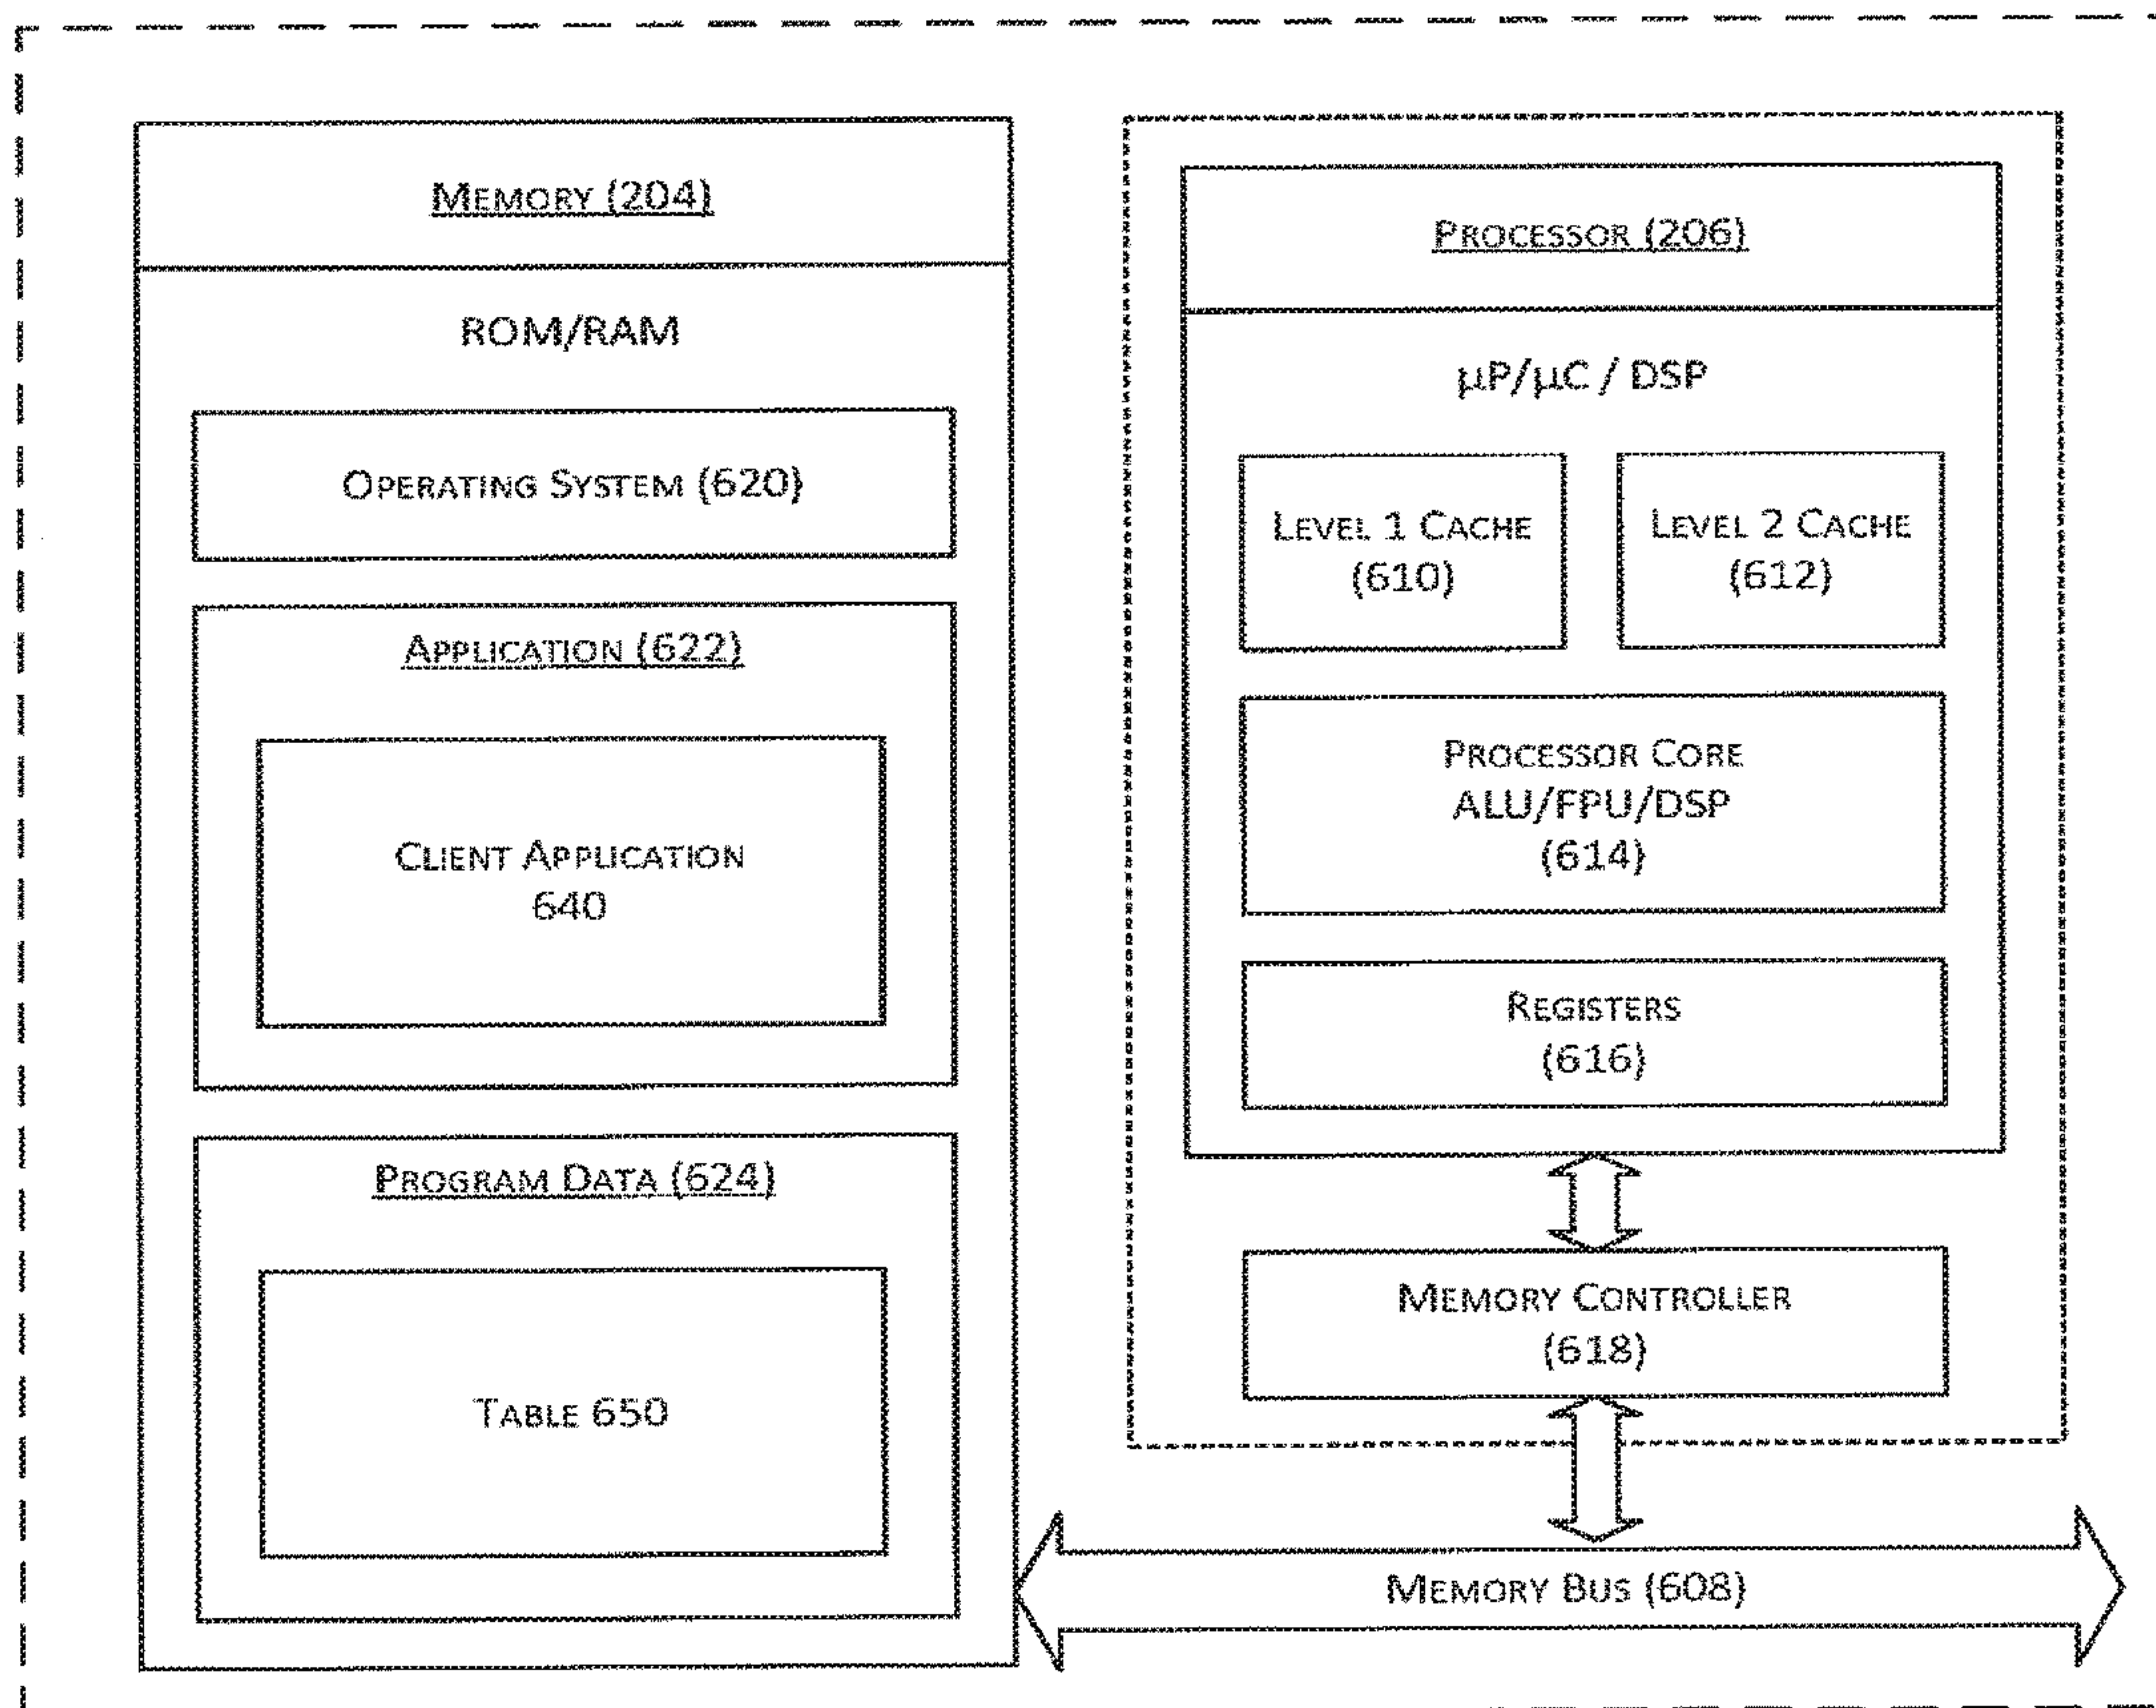 MEMORY (204)
ROM/RAM
OPERATING SYSTEM (620)
APPLICATION (622)
CLIENT APPLICATION
640
PROGRAM DATA (624)
TABLE 650
PROCESSOR (206)
µP/µC / DSP
LEVEL 1 CACHE
(610)
LEVEL 2 CACHE
(612)
PROCESSOR CORE
ALU/FPU/DSP
(614)
REGISTERS
(616)
MEMORY CONTROLLER
(618)
MEMORY BUS (608)